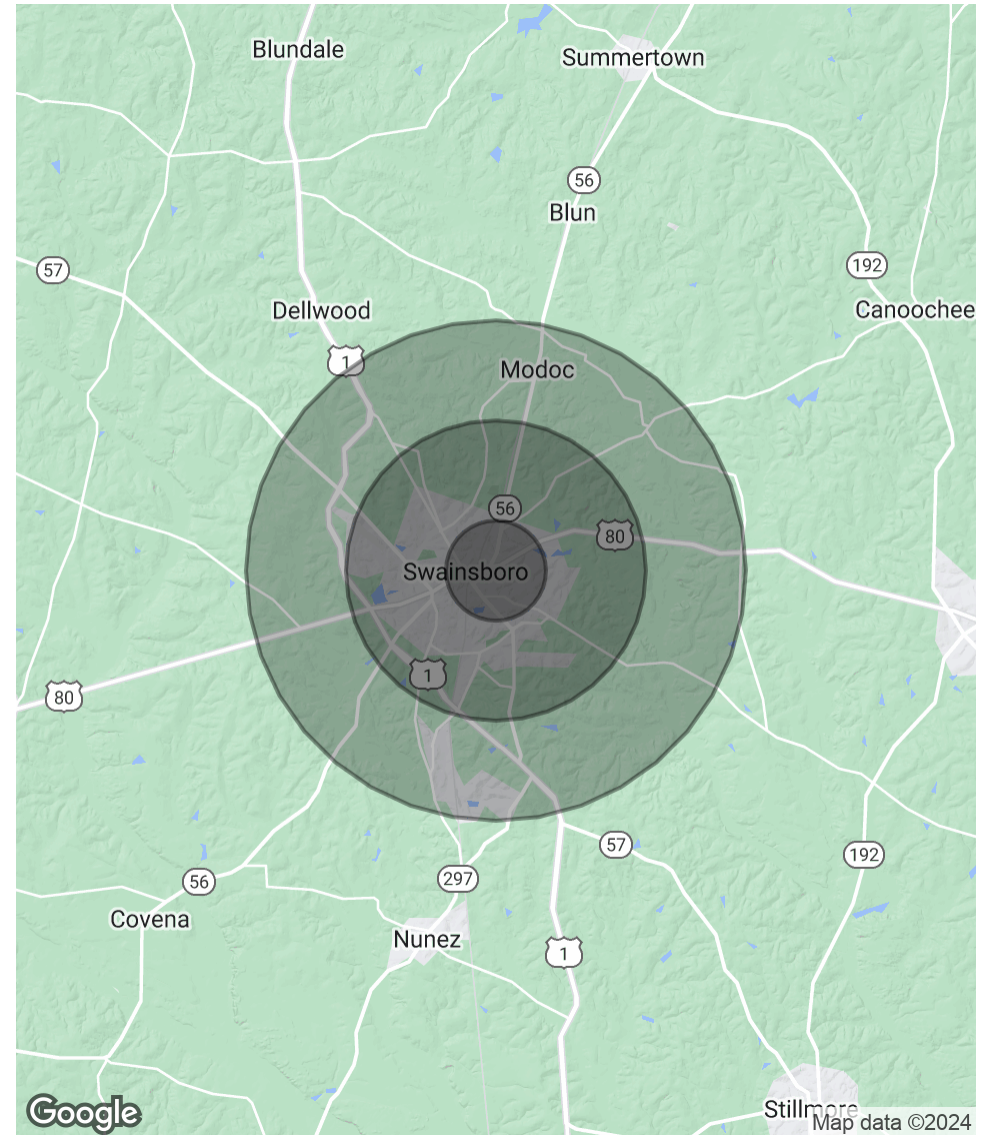 Blundale
Summertown
56
Blun
57
192
Dellwood
Canoochee
1
Modoc
56
80
Swainsboro
1
80
57
192
297
56
Covena
Nunez
1
Stillmore
Google
Map data ©2024